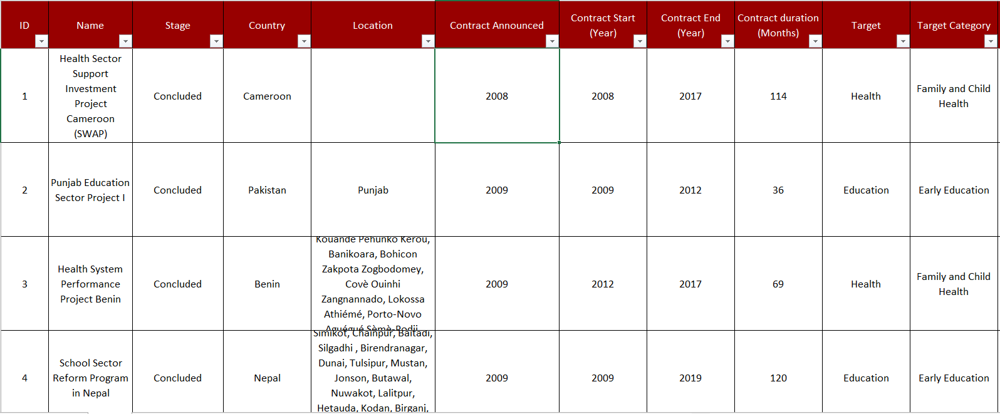 ID
Name
Stage
Country
Location
Contract Announced
Contract Start
(Year)
Contract End
(Year)
Contract duration
(Months)
Target
Target Category
1
Health Sector
Support
Investment
Project
Cameroon
(SWAP)
Concluded
Cameroon
2008
2008
2017
114
Health
Family and Child
Health
2
Punjab Education
Sector Project I
Concluded
Pakistan
Punjab
2009
2009
2012
36
Education
Early Education
3
Health System
Performance
Project Benin
Concluded
Benin
Kouande Pehunko Kerou,
Banikoara, Bohicon
Zakpota Zogbodomey,
Covè Ouinhi
Zangnannado, Lokossa
Athiémé, Porto-Novo
Aguégué Sèmè-Podji
2009
2012
2017
69
Health
Family and Child
Health
4
School Sector
Reform Program
in Nepal
Concluded
Nepal
Simikot, Chainpur, Baitadi,
Silgadhi , Birendranagar,
Dunai, Tulsipur, Mustan,
Jonson, Butawal,
Nuwakot, Lalitpur,
Hetauda, Kodan, Birganj,
2009
2009
2019
120
Education
Early Education